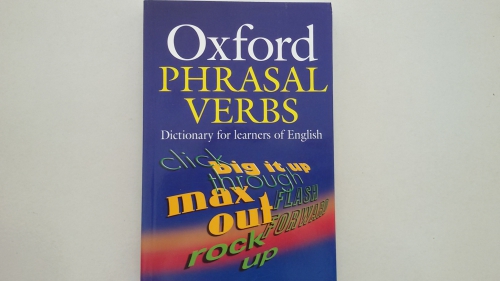 Oxford
PHRASAL
VERBS
Dictionary for learners of English
click
big it up
through
max
FLASH
out
FORWARD
rock
up